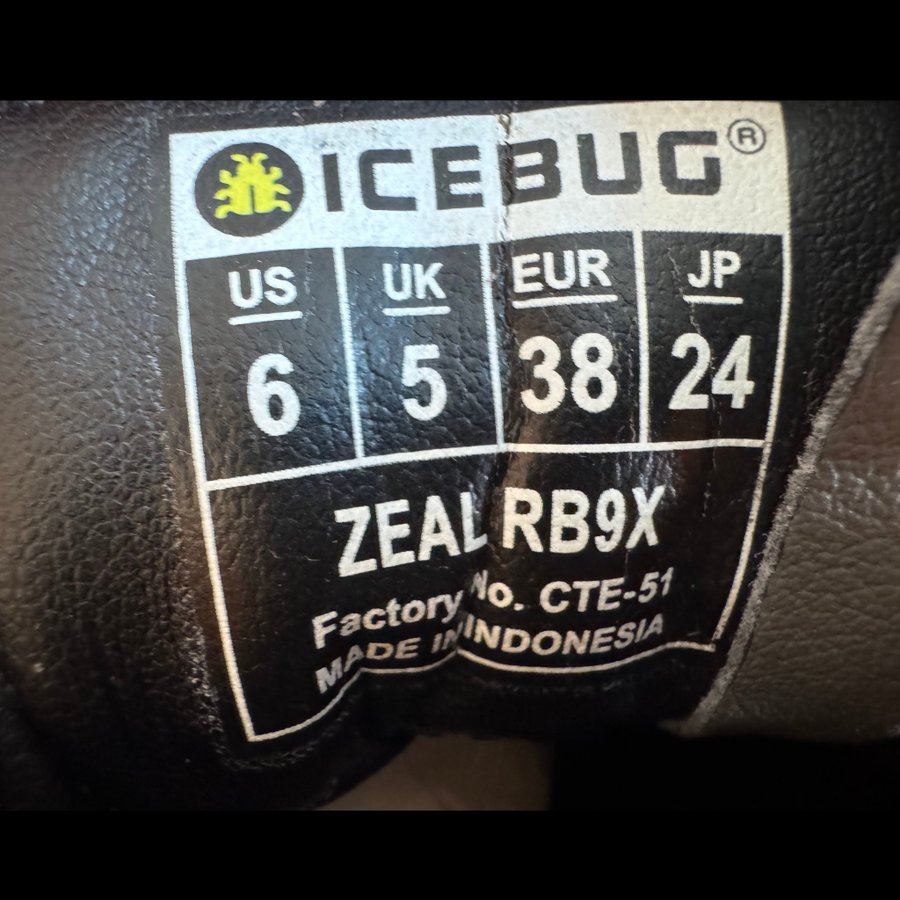 ICEBUG®
US UK EUR JP
6 5 38 24
ZEAL RB9X
Factory No. CTE-51
MADE IN INDONESIA